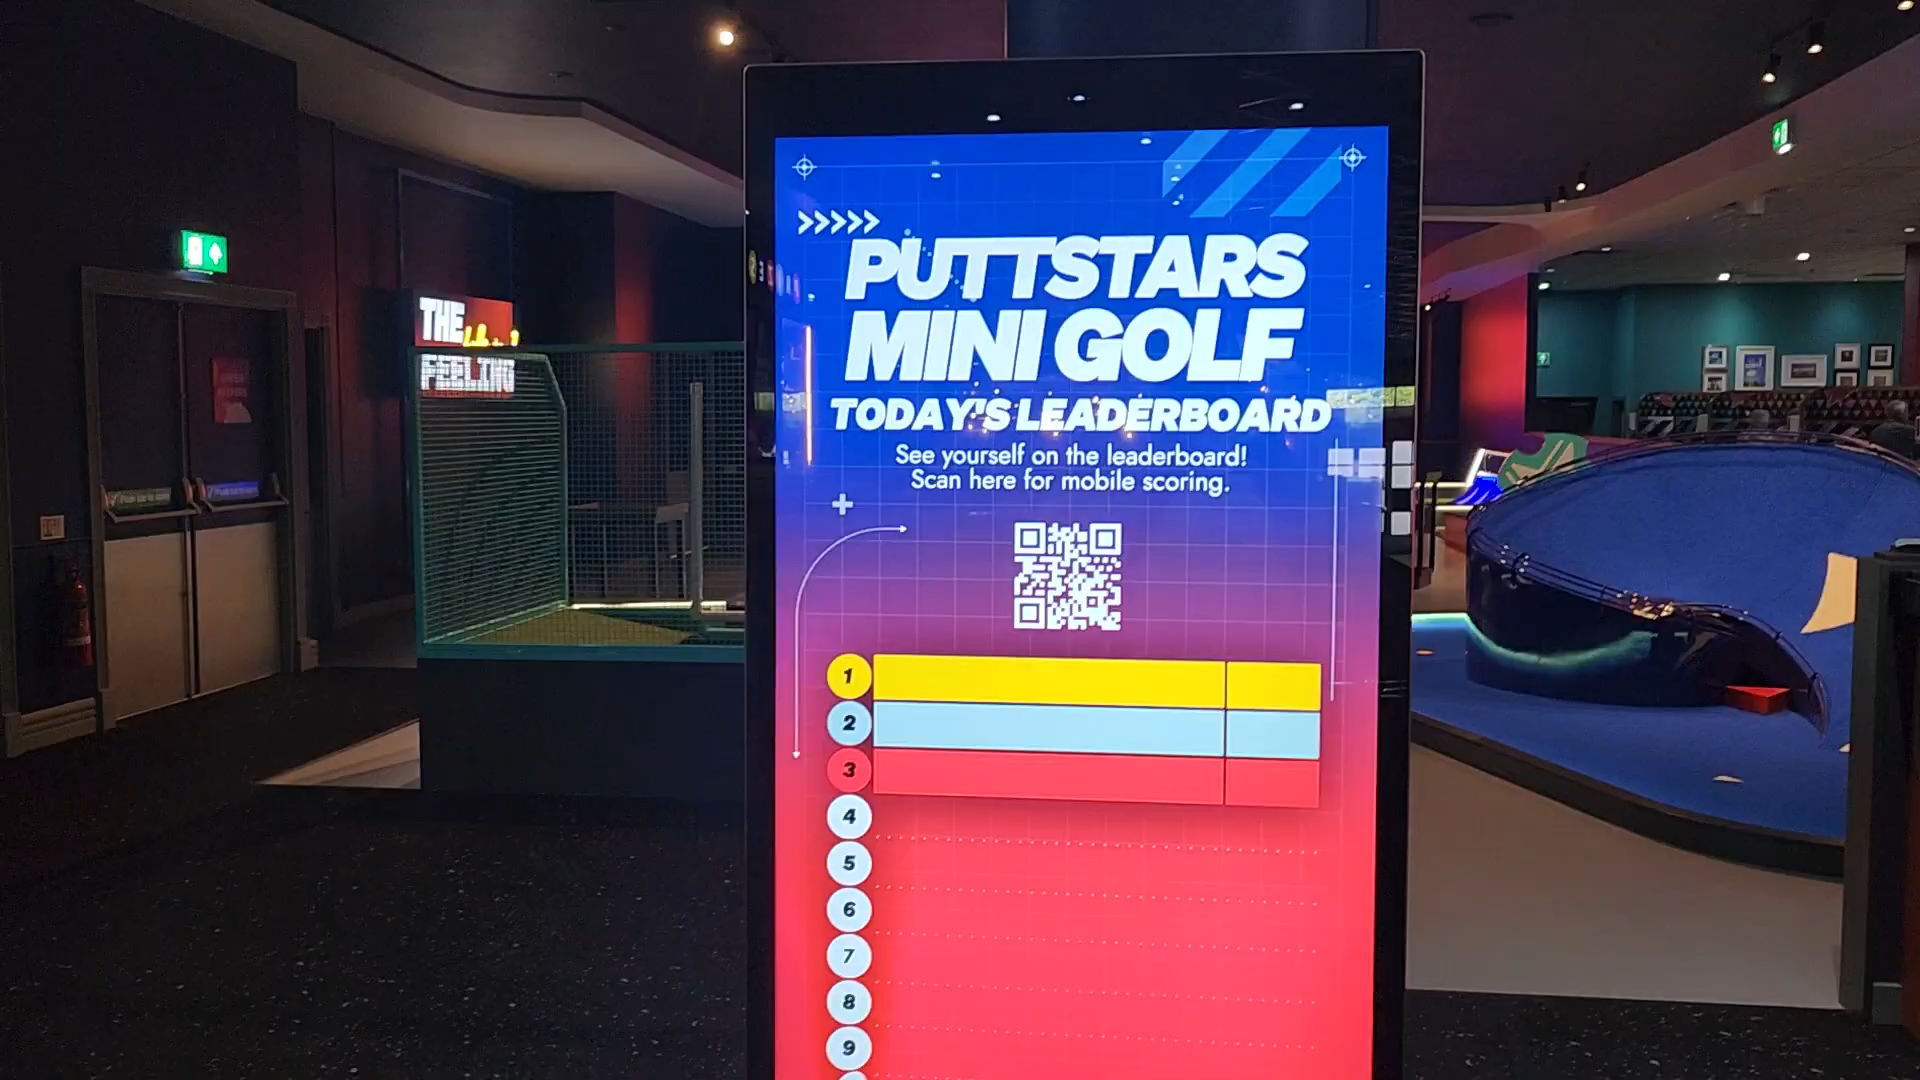 PUTTSTARS
MINI GOLF
TODAY'S LEADERBOARD
See yourself on the leaderboard!
Scan here for mobile scoring.
1
2
3
4
5
6
7
8
9
THE
FEELING